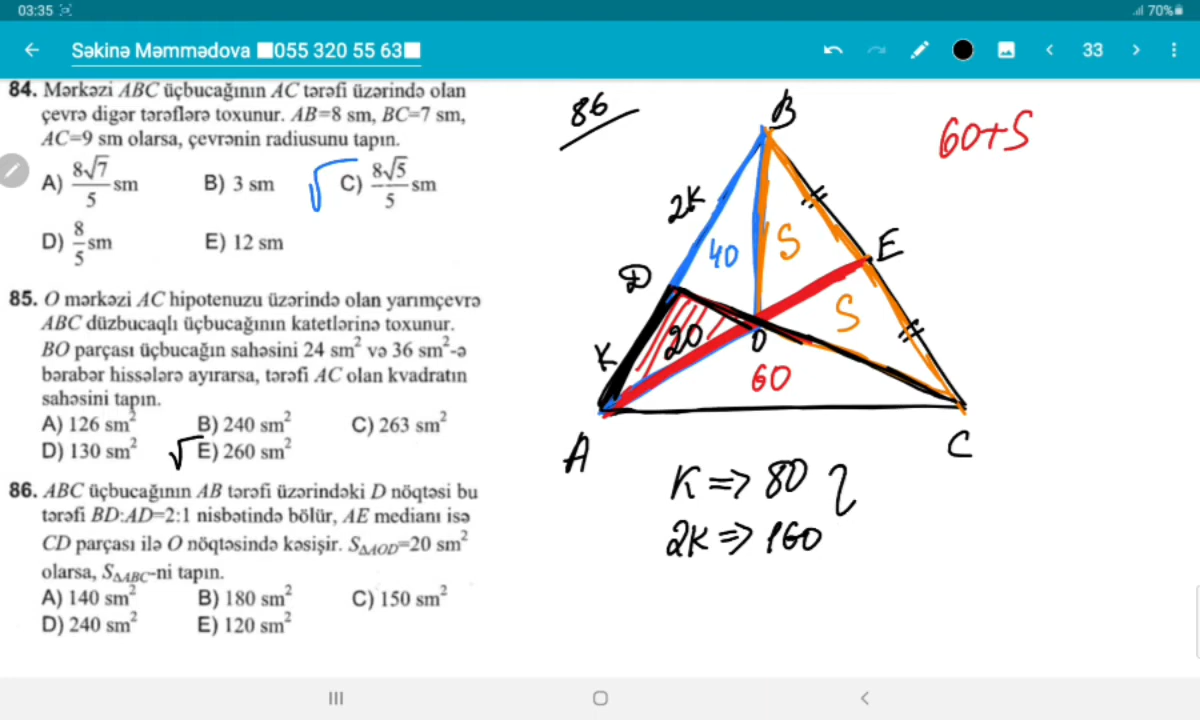 03:35
70%
Səkinə Məmmədova 055 320 55 63
33
84. Mərkəzi ABC üçbucağının AC tərəfi üzərində olan
çevrə digər tərəflərə toxunur. AB=8 sm, BC=7 sm,
AC=9 sm olarsa, çevrənin radiusunu tapın.
A) 8√7/5 sm B) 3 sm √ C) 8√5/5 sm
D) 8/5 sm E) 12 sm
85. O mərkəzi AC hipotenuzu üzərində olan yarımçevrə
ABC düzbucaqlı üçbucağının katetlərinə toxunur.
BO parçası üçbucağın sahəsini 24 sm² və 36 sm²-ə
bərabər hissələrə ayırarsa, tərəfi AC olan kvadratın
sahəsini tapın.
A) 126 sm² B) 240 sm² C) 263 sm²
D) 130 sm² √ E) 260 sm²
86. ABC üçbucağının AB tərəfi üzərindəki D nöqtəsi bu
tərəfi BD:AD=2:1 nisbətində bölür, AE medianı isə
CD parçası ilə O nöqtəsində kəsişir. S△AOD=20 sm²
olarsa, S△ABC-ni tapın.
A) 140 sm² B) 180 sm² C) 150 sm²
D) 240 sm² E) 120 sm²
86
B
60+S
2K
40
S
E
D
S
K
20
O
60
A
C
K => 80
2K => 160